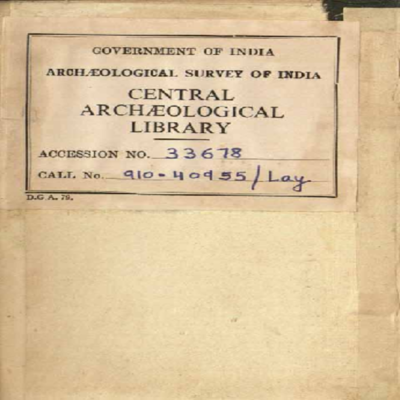 GOVERNMENT OF INDIA
ARCHÆOLOGICAL SURVEY OF INDIA
CENTRAL
ARCHÆOLOGICAL
LIBRARY
ACCESSION NO. 33678
CALL No. 910.40955/Lay
D.G A. 79.